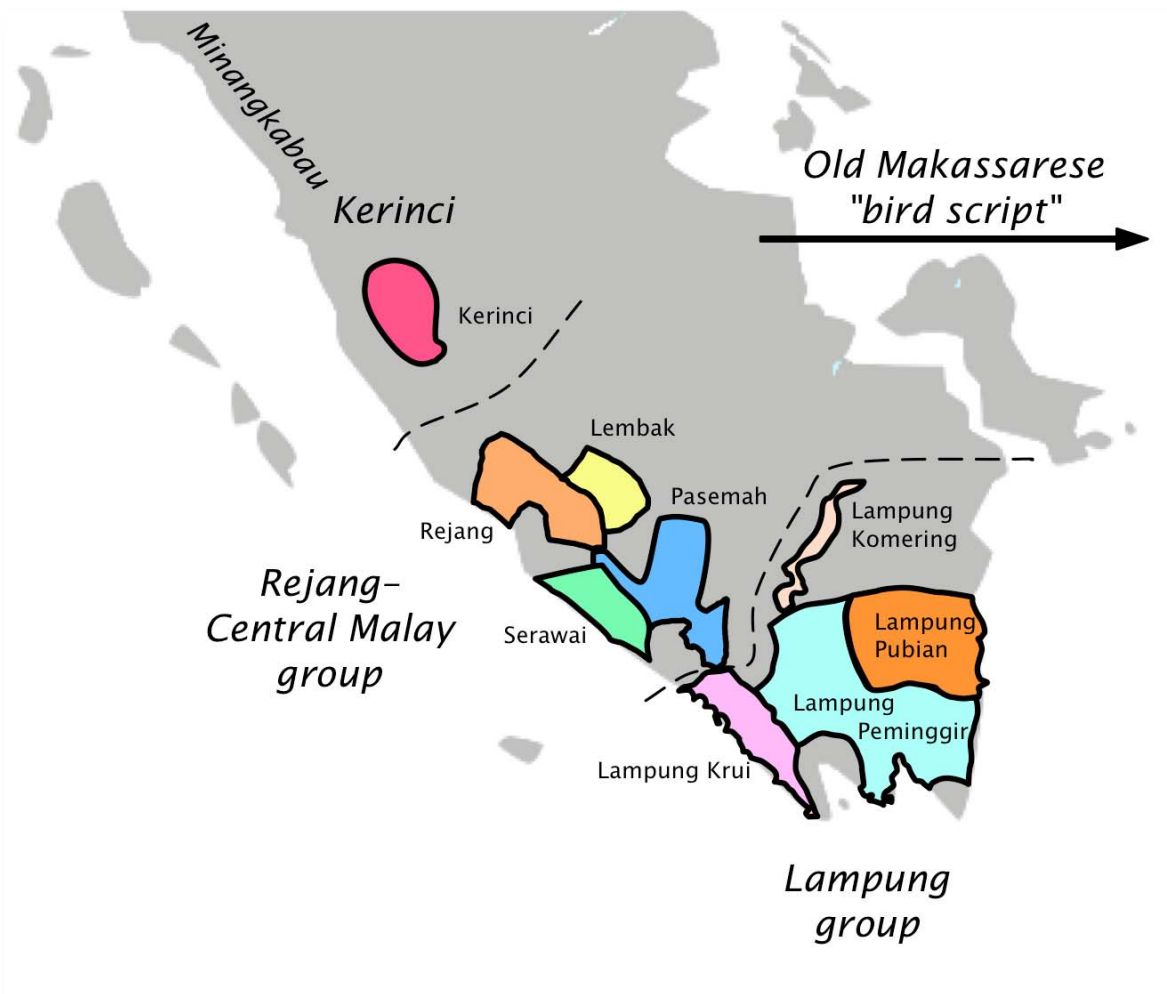 Minangkabau
Old Makassarese
"bird script"
Kerinci
Kerinci
Lembak
Pasemah
Lampung
Komering
Rejang
Rejang–
Central Malay
group
Serawai
Lampung
Pubian
Lampung
Peminggir
Lampung Krui
Lampung
group